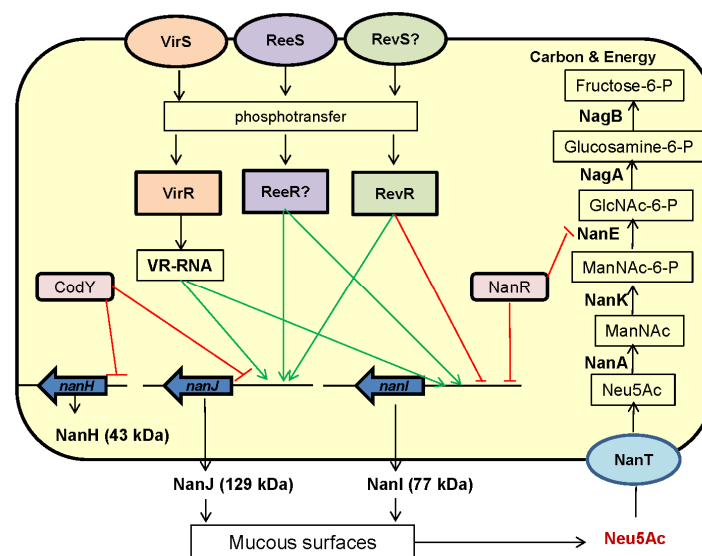 VirS
ReeS
RevS?
Carbon & Energy
Fructose-6-P
NagB
phosphotransfer
Glucosamine-6-P
NagA
VirR
ReeR?
RevR
GlcNAc-6-P
NanE
VR-RNA
ManNAc-6-P
CodY
NanR
NanK
ManNAc
NanA
nanH
nanJ
nanI
Neu5Ac
NanH (43 kDa)
NanT
NanJ (129 kDa)
NanI (77 kDa)
Mucous surfaces
Neu5Ac